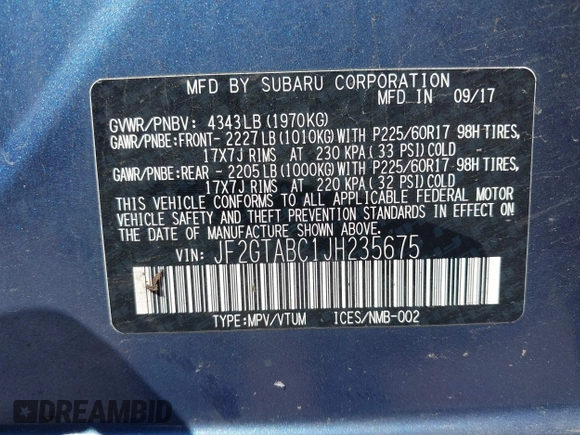 MFD BY SUBARU CORPORATION
MFD IN 09/17
GVWR/PNBV: 4343LB(1970KG)
GAWR/PNBE:FRONT- 2227LB(1010KG)WITH P225/60R17 98H TIRES,
17X7J RIMS AT 230 KPA(33 PSI)COLD
GAWR/PNBE:REAR - 2205LB(1000KG)WITH P225/60R17 98H TIRES,
17X7J RIMS AT 220 KPA(32 PSI)COLD
THIS VEHICLE CONFORMS TO ALL APPLICABLE FEDERAL MOTOR
VEHICLE SAFETY AND THEFT PREVENTION STANDARDS IN EFFECT ON
THE DATE OF MANUFACTURE SHOWN ABOVE.
VIN: JF2GTABC1JH235675
TYPE:MPV/VTUM ICES/NMB-002
DREAMBID